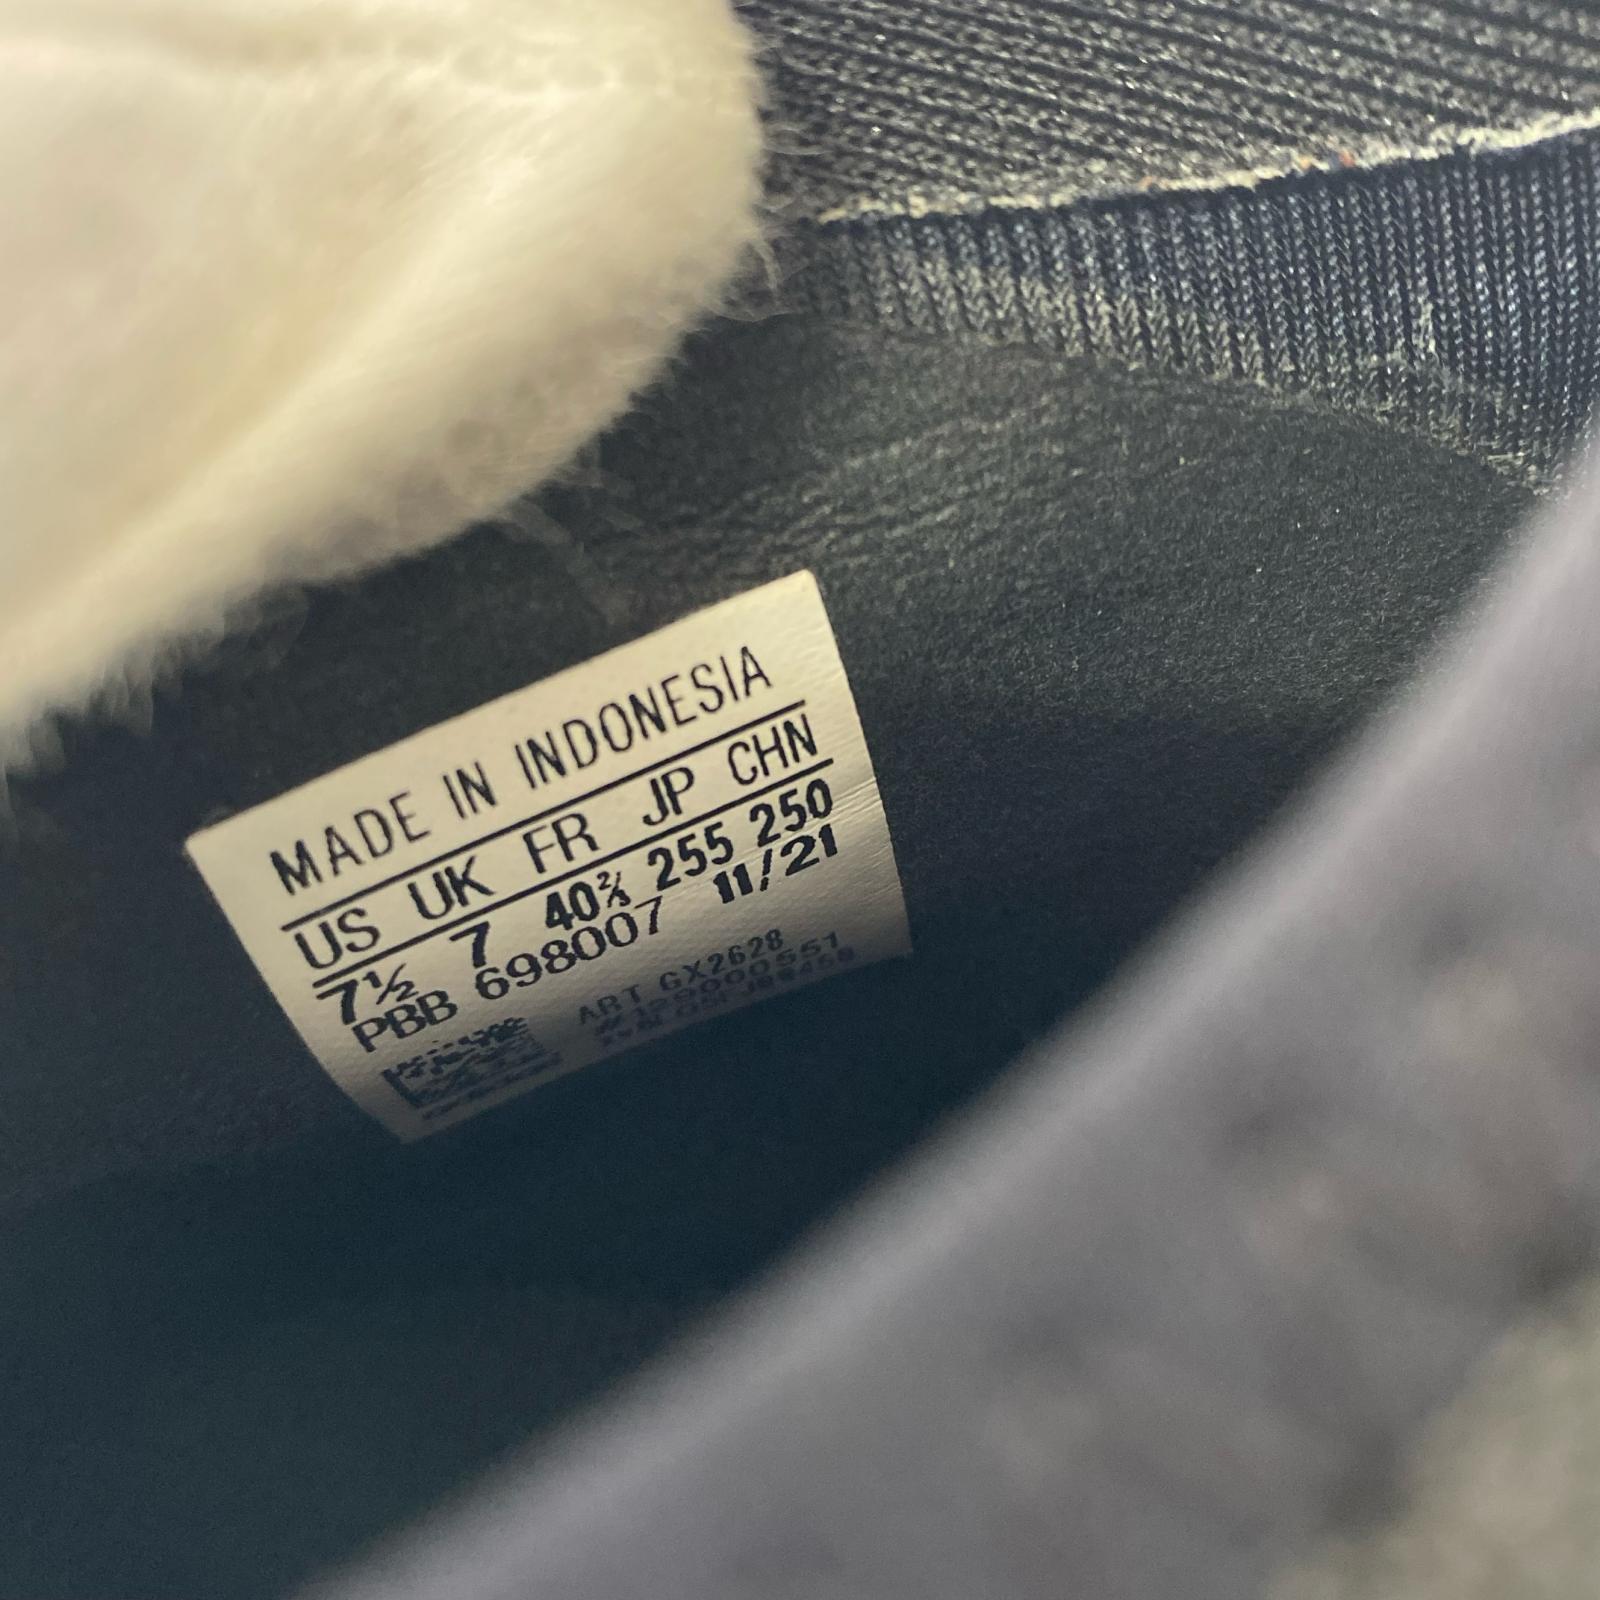 MADE IN INDONESIA
US UK FR JP CHN
7½ 7 40⅔ 255 250
PBB 698007 11/21
ART GX2628